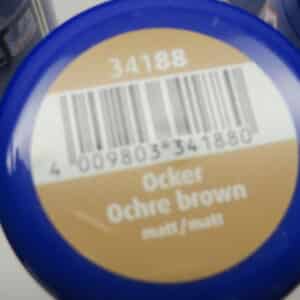 34188
4 009803 341880
Ocker
Ochre brown
matt/matt